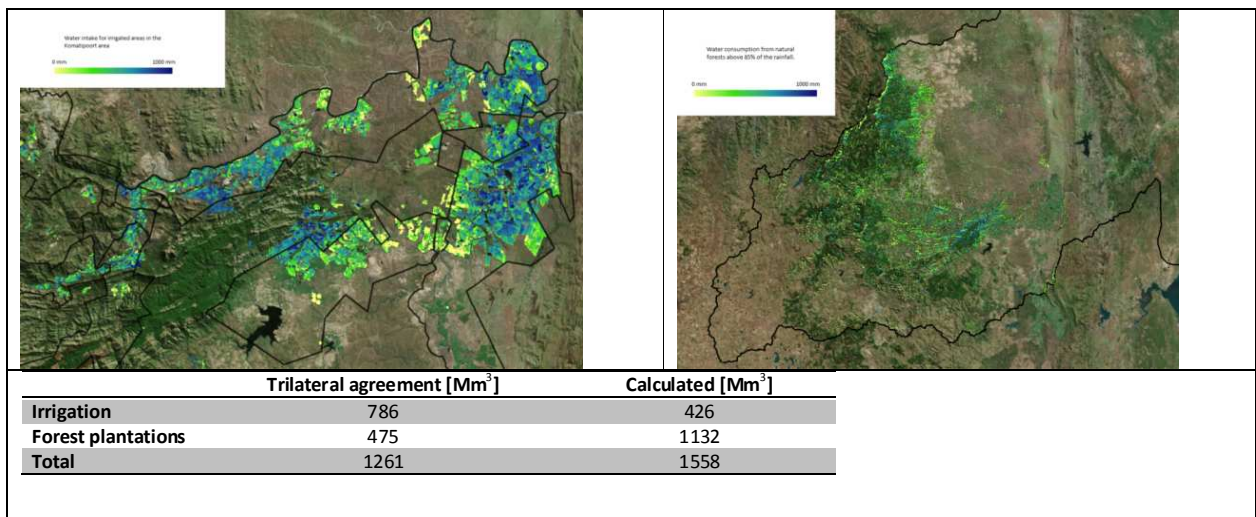 Water intake for irrigated areas in the
Komatipoort area
0 mm 1000 mm
Water consumption from natural
forests above 85% of the rainfall.
0 mm 1000 mm
Trilateral agreement [Mm³] Calculated [Mm³]
Irrigation 786 426
Forest plantations 475 1132
Total 1261 1558